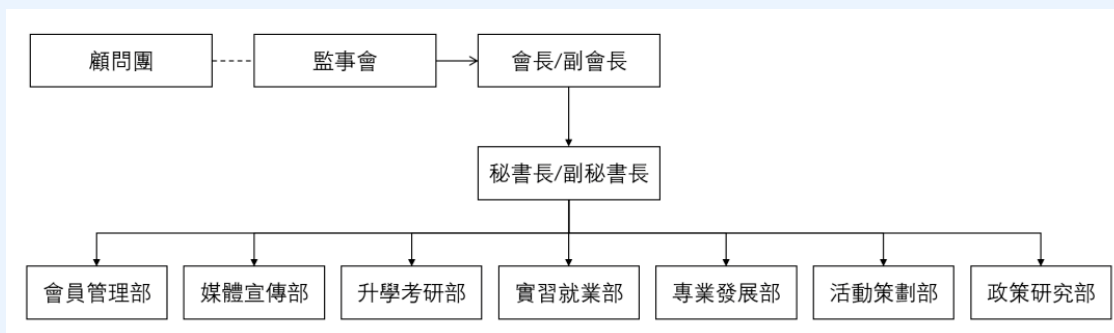 顧問團
監事會
會長/副會長
秘書長/副秘書長
會員管理部
媒體宣傳部
升學考研部
實習就業部
專業發展部
活動策劃部
政策研究部